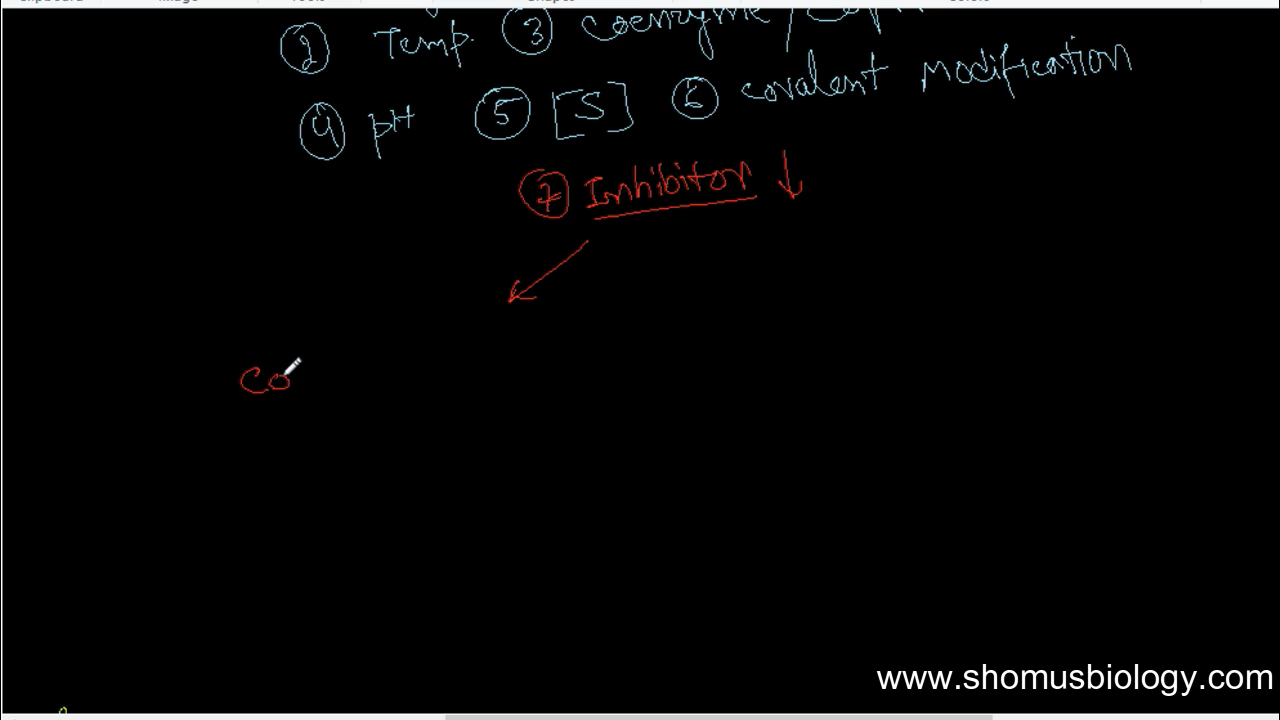 ② Temp. ③ Coenzyme /
④ pH ⑤ [S] ⑥ covalent modification
⑦ Inhibitor ↓
Co
www.shomusbiology.com